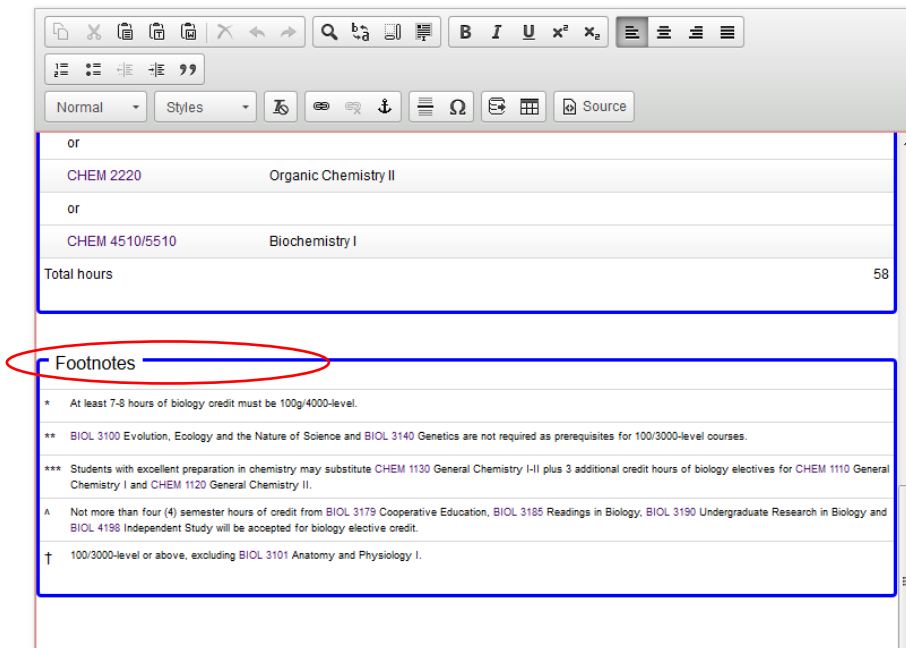 B I U x² x₂
Normal Styles Ω Source
or
CHEM 2220 Organic Chemistry II
or
CHEM 4510/5510 Biochemistry I
Total hours 58
Footnotes
* At least 7-8 hours of biology credit must be 100g/4000-level.
** BIOL 3100 Evolution, Ecology and the Nature of Science and BIOL 3140 Genetics are not required as prerequisites for 100/3000-level courses.
*** Students with excellent preparation in chemistry may substitute CHEM 1130 General Chemistry I-II plus 3 additional credit hours of biology electives for CHEM 1110 General
Chemistry I and CHEM 1120 General Chemistry II.
^ Not more than four (4) semester hours of credit from BIOL 3179 Cooperative Education, BIOL 3185 Readings in Biology, BIOL 3190 Undergraduate Research in Biology and
BIOL 4198 Independent Study will be accepted for biology elective credit.
† 100/3000-level or above, excluding BIOL 3101 Anatomy and Physiology I.